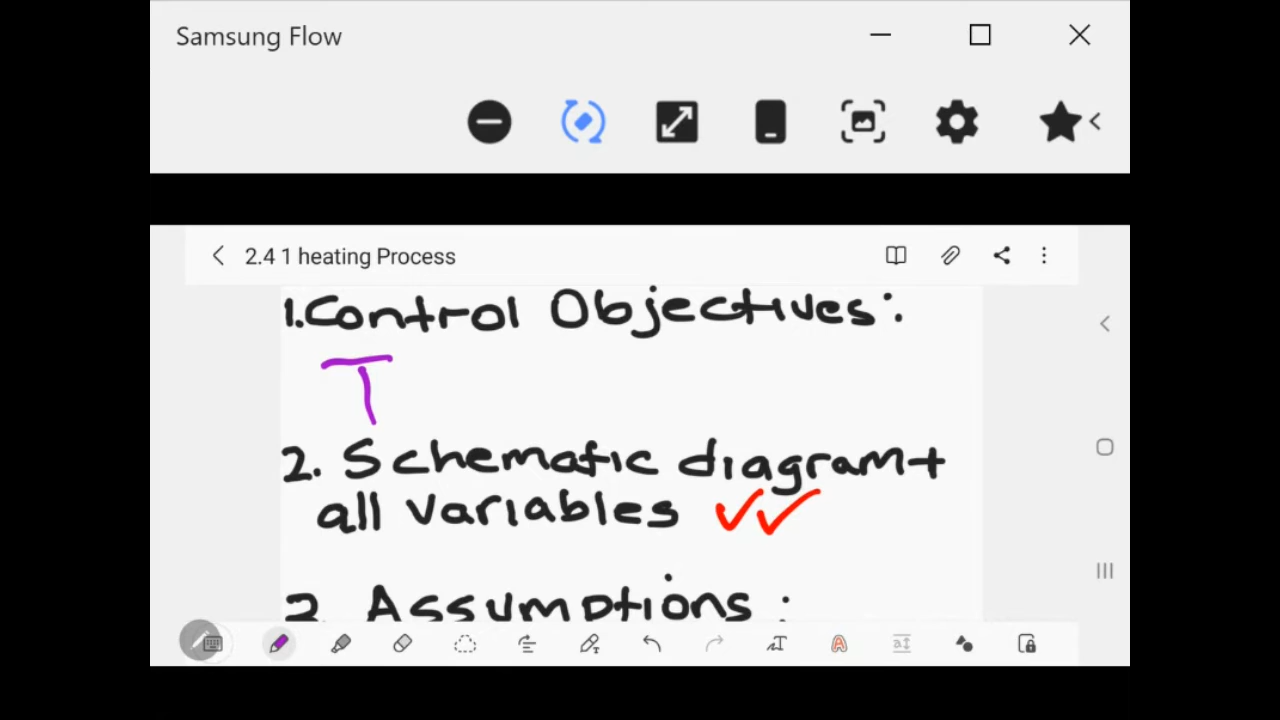 Samsung Flow
2.4 1 heating Process
1.Control Objectives:
T
2. Schematic diagram+
all variables
3 Assumptions :